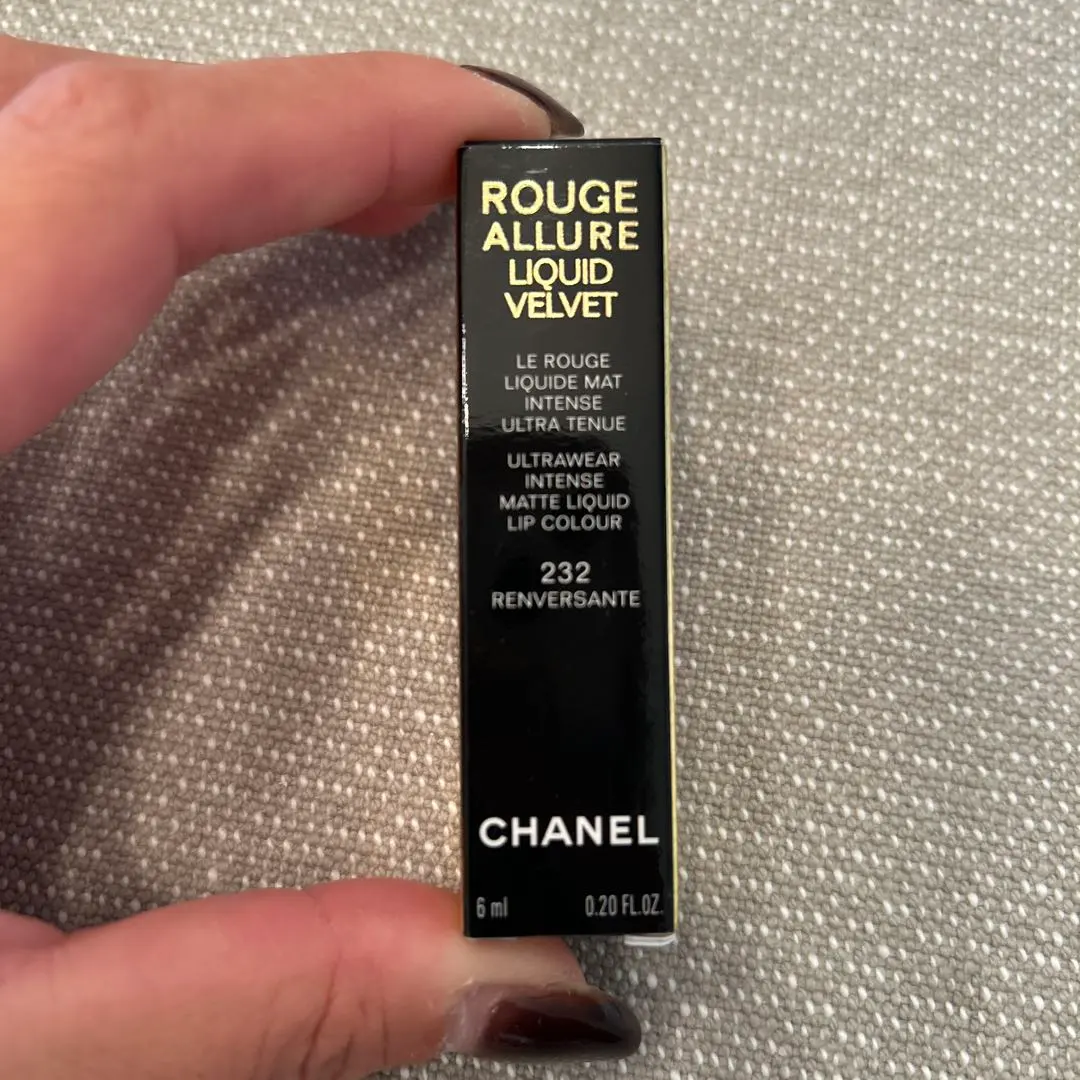 ROUGE
ALLURE
LIQUID
VELVET
LE ROUGE
LIQUIDE MAT
INTENSE
ULTRA TENUE
ULTRAWEAR
INTENSE
MATTE LIQUID
LIP COLOUR
232
RENVERSANTE
CHANEL
6 ml 0.20 FL.OZ.